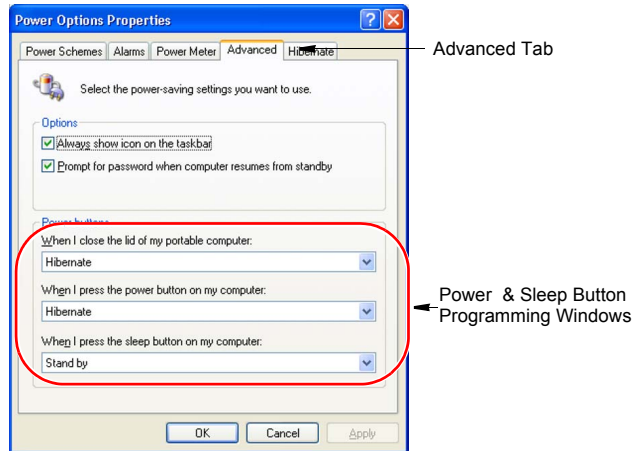 Power Options Properties
Power Schemes Alarms Power Meter Advanced Hibernate
Advanced Tab
Select the power-saving settings you want to use.
Options
Always show icon on the taskbar
Prompt for password when computer resumes from standby
Power buttons
When I close the lid of my portable computer:
Hibernate
When I press the power button on my computer:
Hibernate
When I press the sleep button on my computer:
Stand by
Power & Sleep Button
Programming Windows
OK Cancel Apply